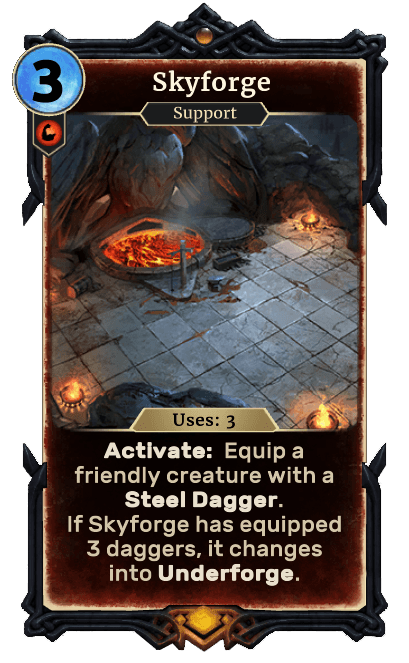 3
Skyforge
Support
Uses: 3
Activate: Equip a
friendly creature with a
Steel Dagger.
If Skyforge has equipped
3 daggers, it changes
into Underforge.